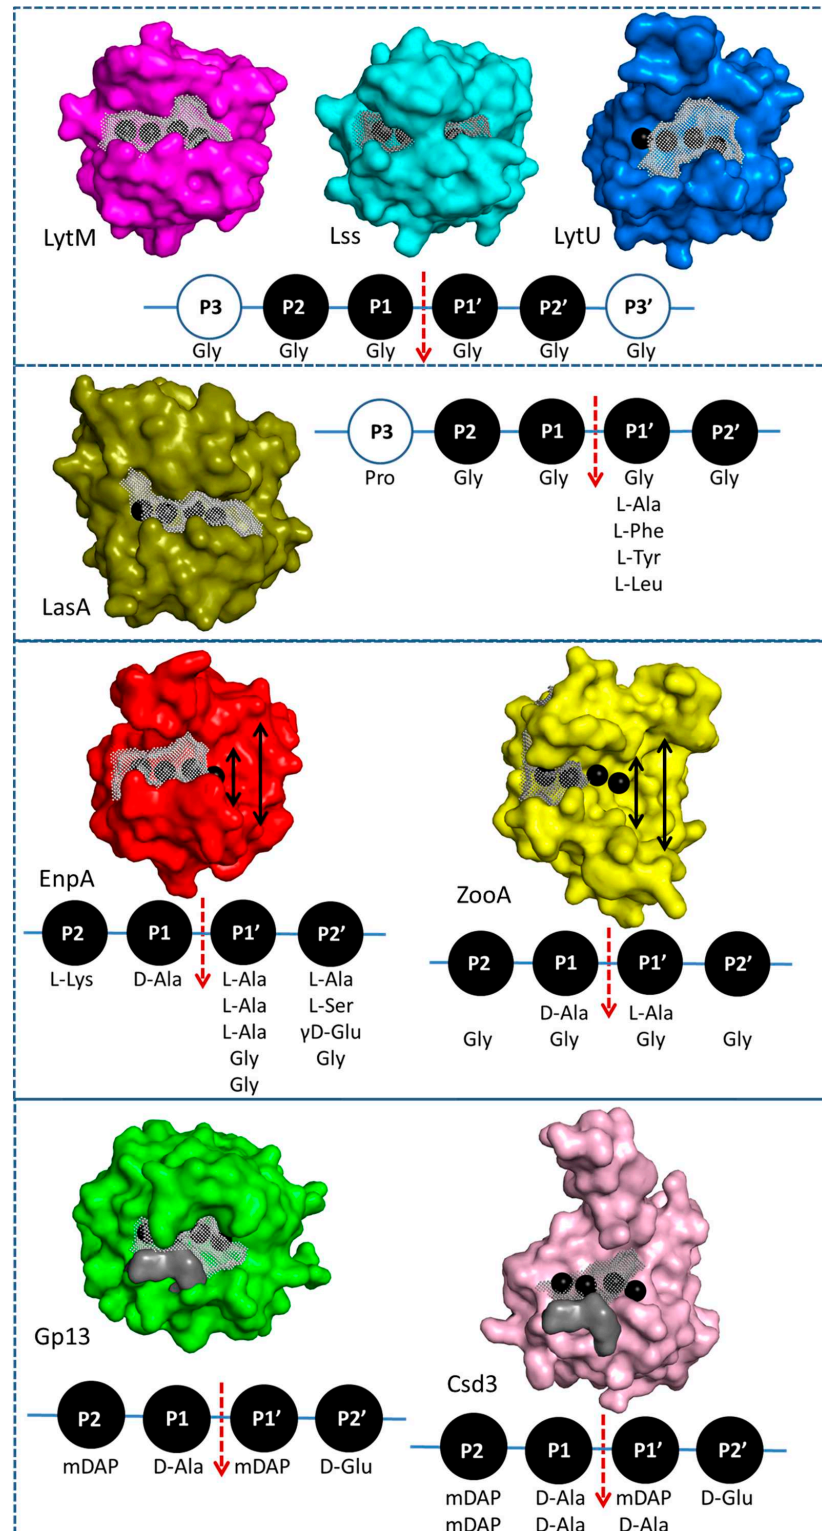 LytM
Lss
LytU
P3 P2 P1 P1’ P2’ P3’
Gly Gly Gly Gly Gly Gly
P3 P2 P1 P1’ P2’
Pro Gly Gly Gly Gly
L-Ala
L-Phe
L-Tyr
L-Leu
LasA
EnpA
P2 P1 P1’ P2’
L-Lys D-Ala L-Ala L-Ala
L-Ala L-Ser
L-Ala γD-Glu
Gly Gly
Gly
ZooA
P2 P1 P1’ P2’
D-Ala L-Ala
Gly Gly Gly Gly
Gp13
P2 P1 P1’ P2’
mDAP D-Ala mDAP D-Glu
Csd3
P2 P1 P1’ P2’
mDAP D-Ala mDAP D-Glu
mDAP D-Ala D-Ala